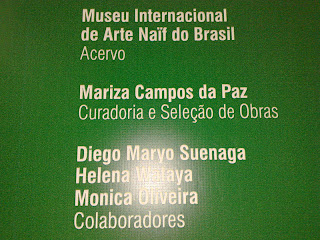 Museu Internacional
de Arte Naïf do Brasil
Acervo
Mariza Campos da Paz
Curadoria e Seleção de Obras
Diego Maryo Suenaga
Helena
Monica Oliveira
Colaboradores